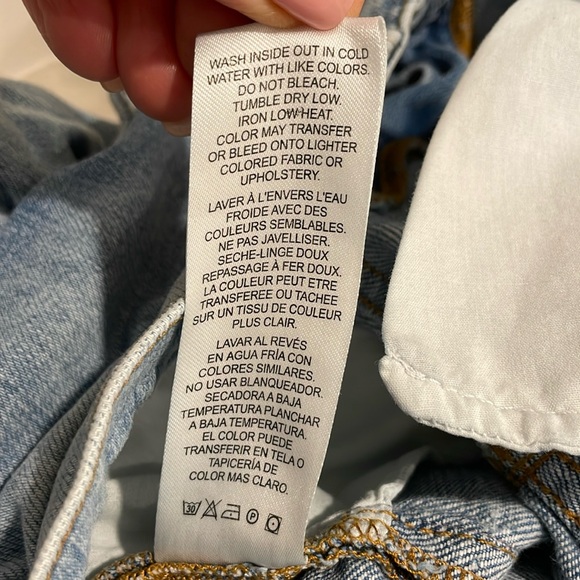 WASH INSIDE OUT IN COLD
WATER WITH LIKE COLORS.
DO NOT BLEACH.
TUMBLE DRY LOW.
IRON LOW HEAT.
COLOR MAY TRANSFER
OR BLEED ONTO LIGHTER
COLORED FABRIC OR
UPHOLSTERY.
LAVER À L'ENVERS L'EAU
FROIDE AVEC DES
COULEURS SEMBLABLES.
NE PAS JAVELLISER.
SECHE-LINGE DOUX
REPASSAGE À FER DOUX.
LA COULEUR PEUT ETRE
TRANSFEREE OU TACHEE
SUR UN TISSU DE COULEUR
PLUS CLAIR.
LAVAR AL REVÉS
EN AGUA FRÍA CON
COLORES SIMILARES.
NO USAR BLANQUEADOR.
SECADORA A BAJA
TEMPERATURA PLANCHAR
A BAJA TEMPERATURA.
EL COLOR PUEDE
TRANSFERIR EN TELA O
TAPICERÍA DE
COLOR MAS CLARO.
30 P